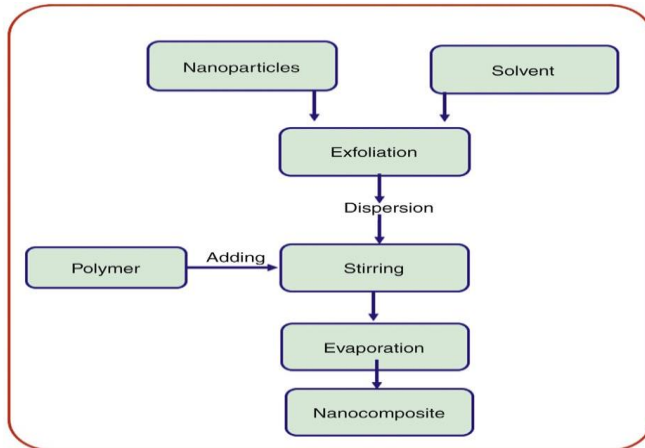 Nanoparticles
Solvent
Exfoliation
Dispersion
Polymer
Adding
Stirring
Evaporation
Nanocomposite